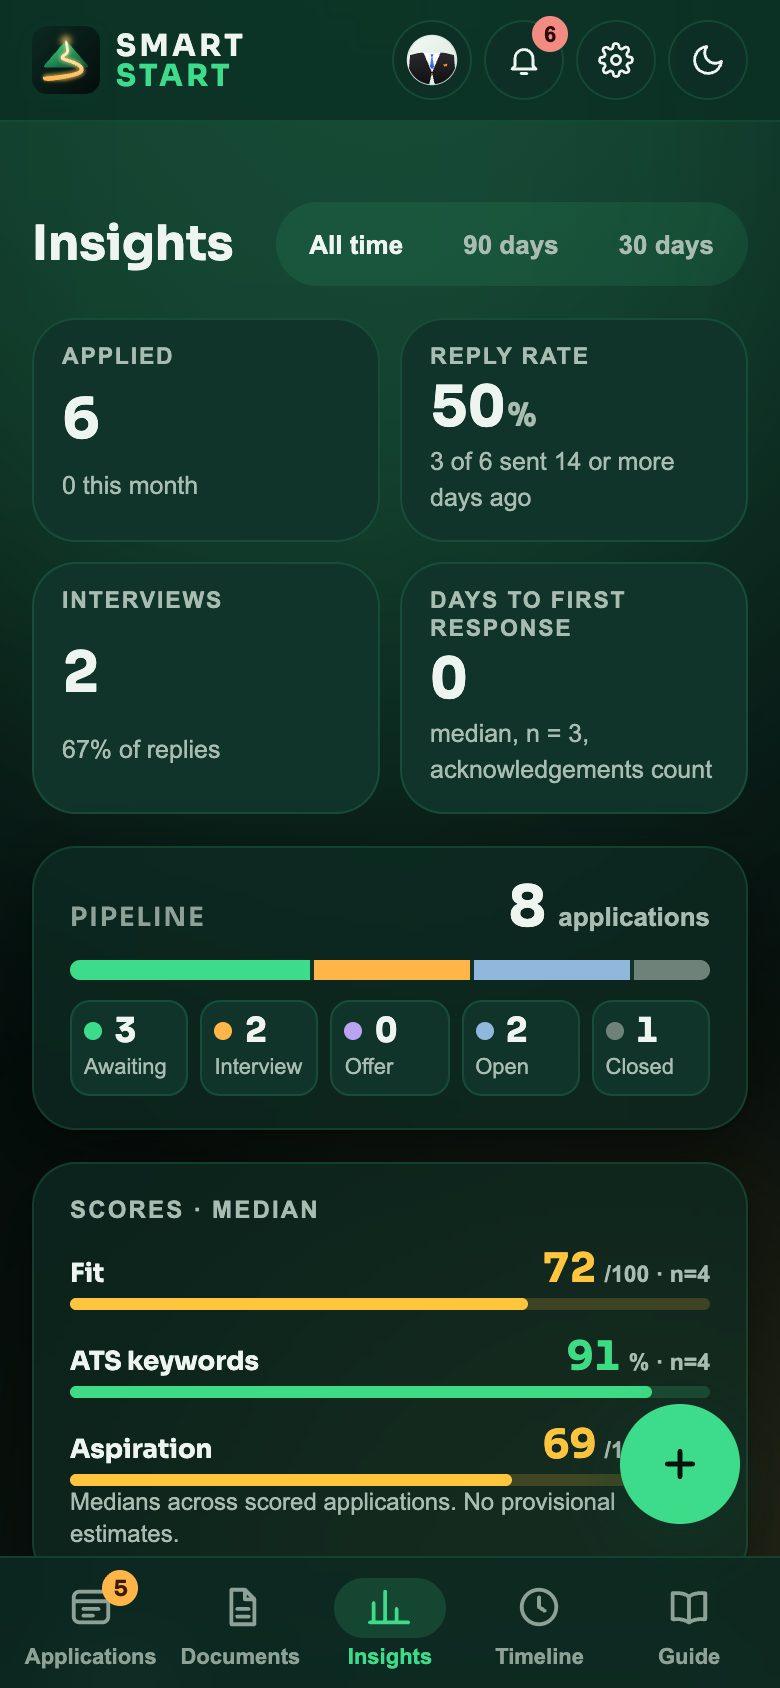 SMART
START
6
Insights
All time
90 days
30 days
APPLIED
6
0 this month
REPLY RATE
50%
3 of 6 sent 14 or more
days ago
INTERVIEWS
2
67% of replies
DAYS TO FIRST
RESPONSE
0
median, n = 3,
acknowledgements count
PIPELINE
8 applications
3
Awaiting
2
Interview
0
Offer
2
Open
1
Closed
SCORES · MEDIAN
Fit
72 /100 · n=4
ATS keywords
91 % · n=4
Aspiration
69 /1
Medians across scored applications. No provisional
estimates.
5
Applications
Documents
Insights
Timeline
Guide